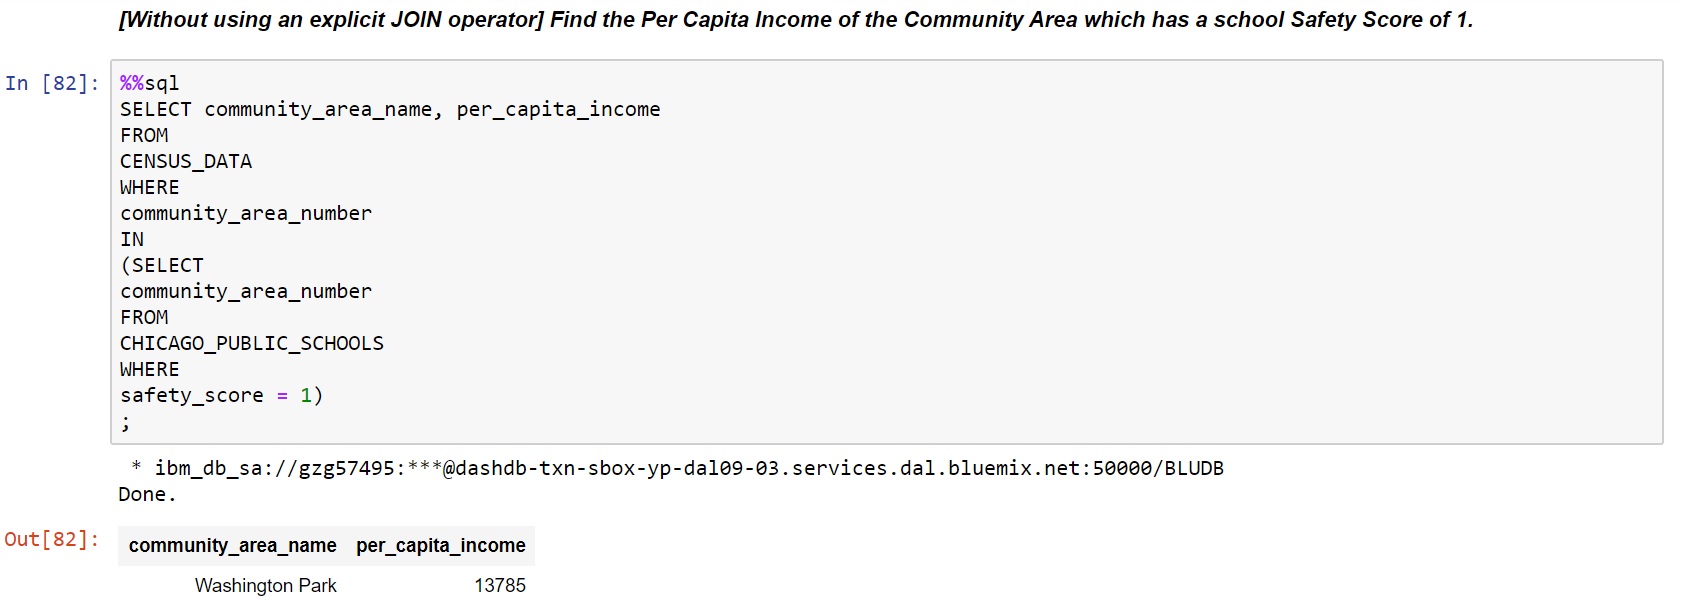 [Without using an explicit JOIN operator] Find the Per Capita Income of the Community Area which has a school Safety Score of 1.
In [82]:
%%sql
SELECT community_area_name, per_capita_income
FROM
CENSUS_DATA
WHERE
community_area_number
IN
(SELECT
community_area_number
FROM
CHICAGO_PUBLIC_SCHOOLS
WHERE
safety_score = 1)
;
* ibm_db_sa://gzg57495:***@dashdb-txn-sbox-yp-dal09-03.services.dal.bluemix.net:50000/BLUDB
Done.
Out[82]:
community_area_name per_capita_income
Washington Park 13785